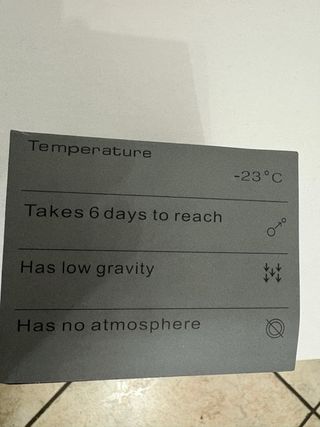 Temperature
-23°C
Takes 6 days to reach
Has low gravity
Has no atmosphere